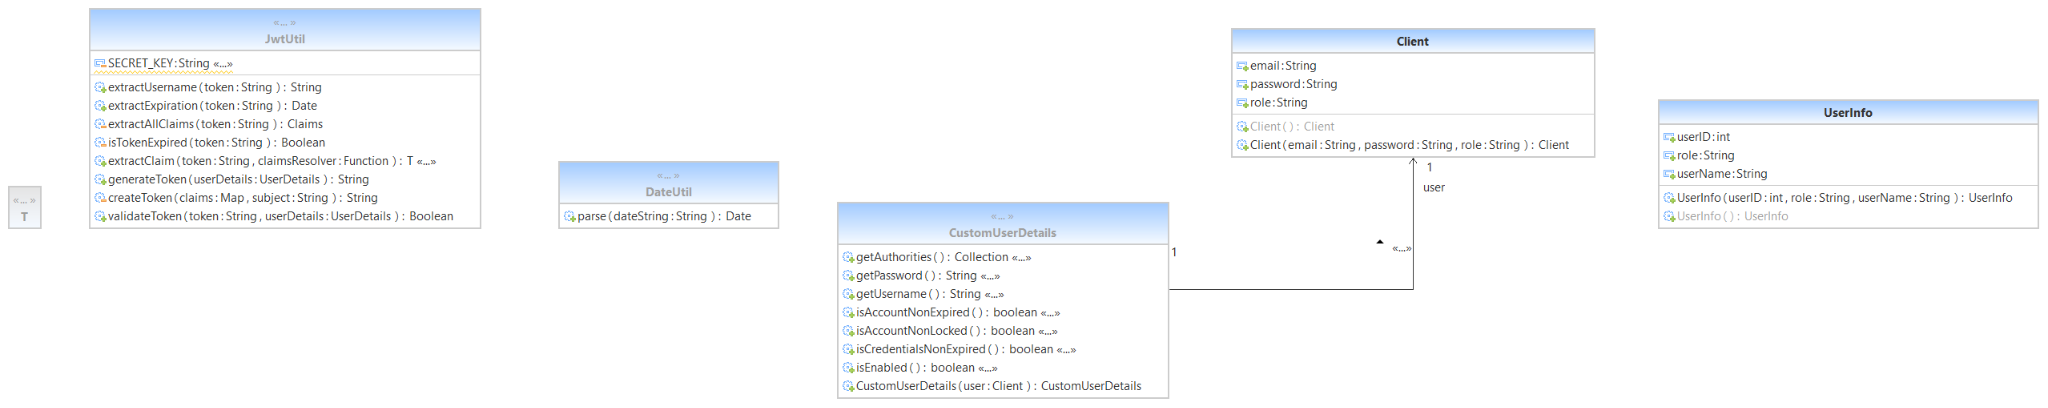 «... »
T
«... »
JwtUtil
SECRET_KEY:String «...»
extractUsername(token:String): String
extractExpiration(token:String): Date
extractAllClaims(token:String): Claims
isTokenExpired(token:String): Boolean
extractClaim(token:String, claimsResolver:Function): T «...»
generateToken(userDetails:UserDetails): String
createToken(claims:Map, subject:String): String
validateToken(token:String, userDetails:UserDetails): Boolean
«... »
DateUtil
parse(dateString:String): Date
«... »
CustomUserDetails
getAuthorities(): Collection «...»
getPassword(): String «...»
getUsername(): String «...»
isAccountNonExpired(): boolean «...»
isAccountNonLocked(): boolean «...»
isCredentialsNonExpired(): boolean «...»
isEnabled(): boolean «...»
CustomUserDetails(user:Client): CustomUserDetails
1
«...»
1
user
Client
email:String
password:String
role:String
Client(): Client
Client(email:String, password:String, role:String): Client
UserInfo
userID:int
role:String
userName:String
UserInfo(userID:int, role:String, userName:String): UserInfo
UserInfo(): UserInfo